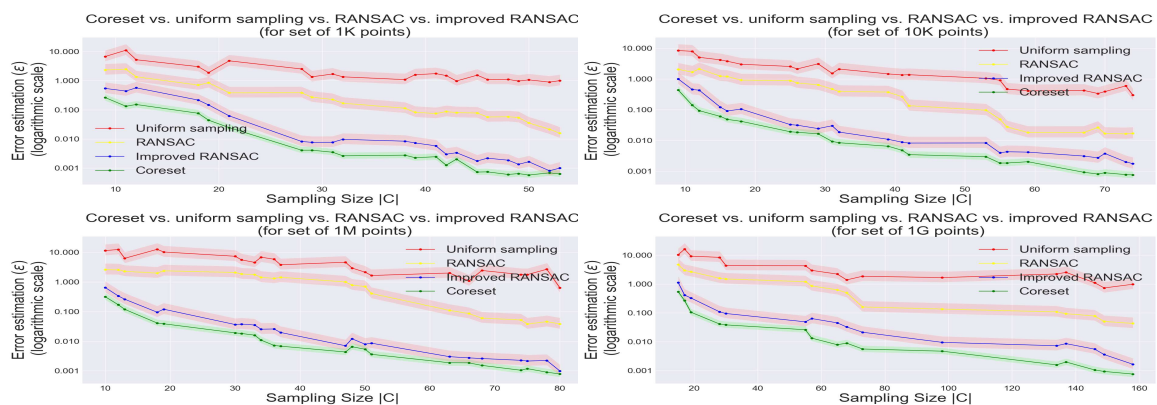 Coreset vs. uniform sampling vs. RANSAC vs. improved RANSAC
(for set of 1K points)
Error estimation (ε)
(logarithmic scale)
10.000
1.000
0.100
0.010
0.001
Uniform sampling
RANSAC
Improved RANSAC
Coreset
10 20 30 40 50
Sampling Size |C|
Coreset vs. uniform sampling vs. RANSAC vs. improved RANSAC
(for set of 10K points)
Error estimation (ε)
(logarithmic scale)
10.000
1.000
0.100
0.010
0.001
Uniform sampling
RANSAC
Improved RANSAC
Coreset
10 20 30 40 50 60 70
Sampling Size |C|
Coreset vs. uniform sampling vs. RANSAC vs. improved RANSAC
(for set of 1M points)
Error estimation (ε)
(logarithmic scale)
10.000
1.000
0.100
0.010
0.001
Uniform sampling
RANSAC
Improved RANSAC
Coreset
10 20 30 40 50 60 70 80
Sampling Size |C|
Coreset vs. uniform sampling vs. RANSAC vs. improved RANSAC
(for set of 1G points)
Error estimation (ε)
(logarithmic scale)
10.000
1.000
0.100
0.010
0.001
Uniform sampling
RANSAC
Improved RANSAC
Coreset
20 40 60 80 100 120 140 160
Sampling Size |C|